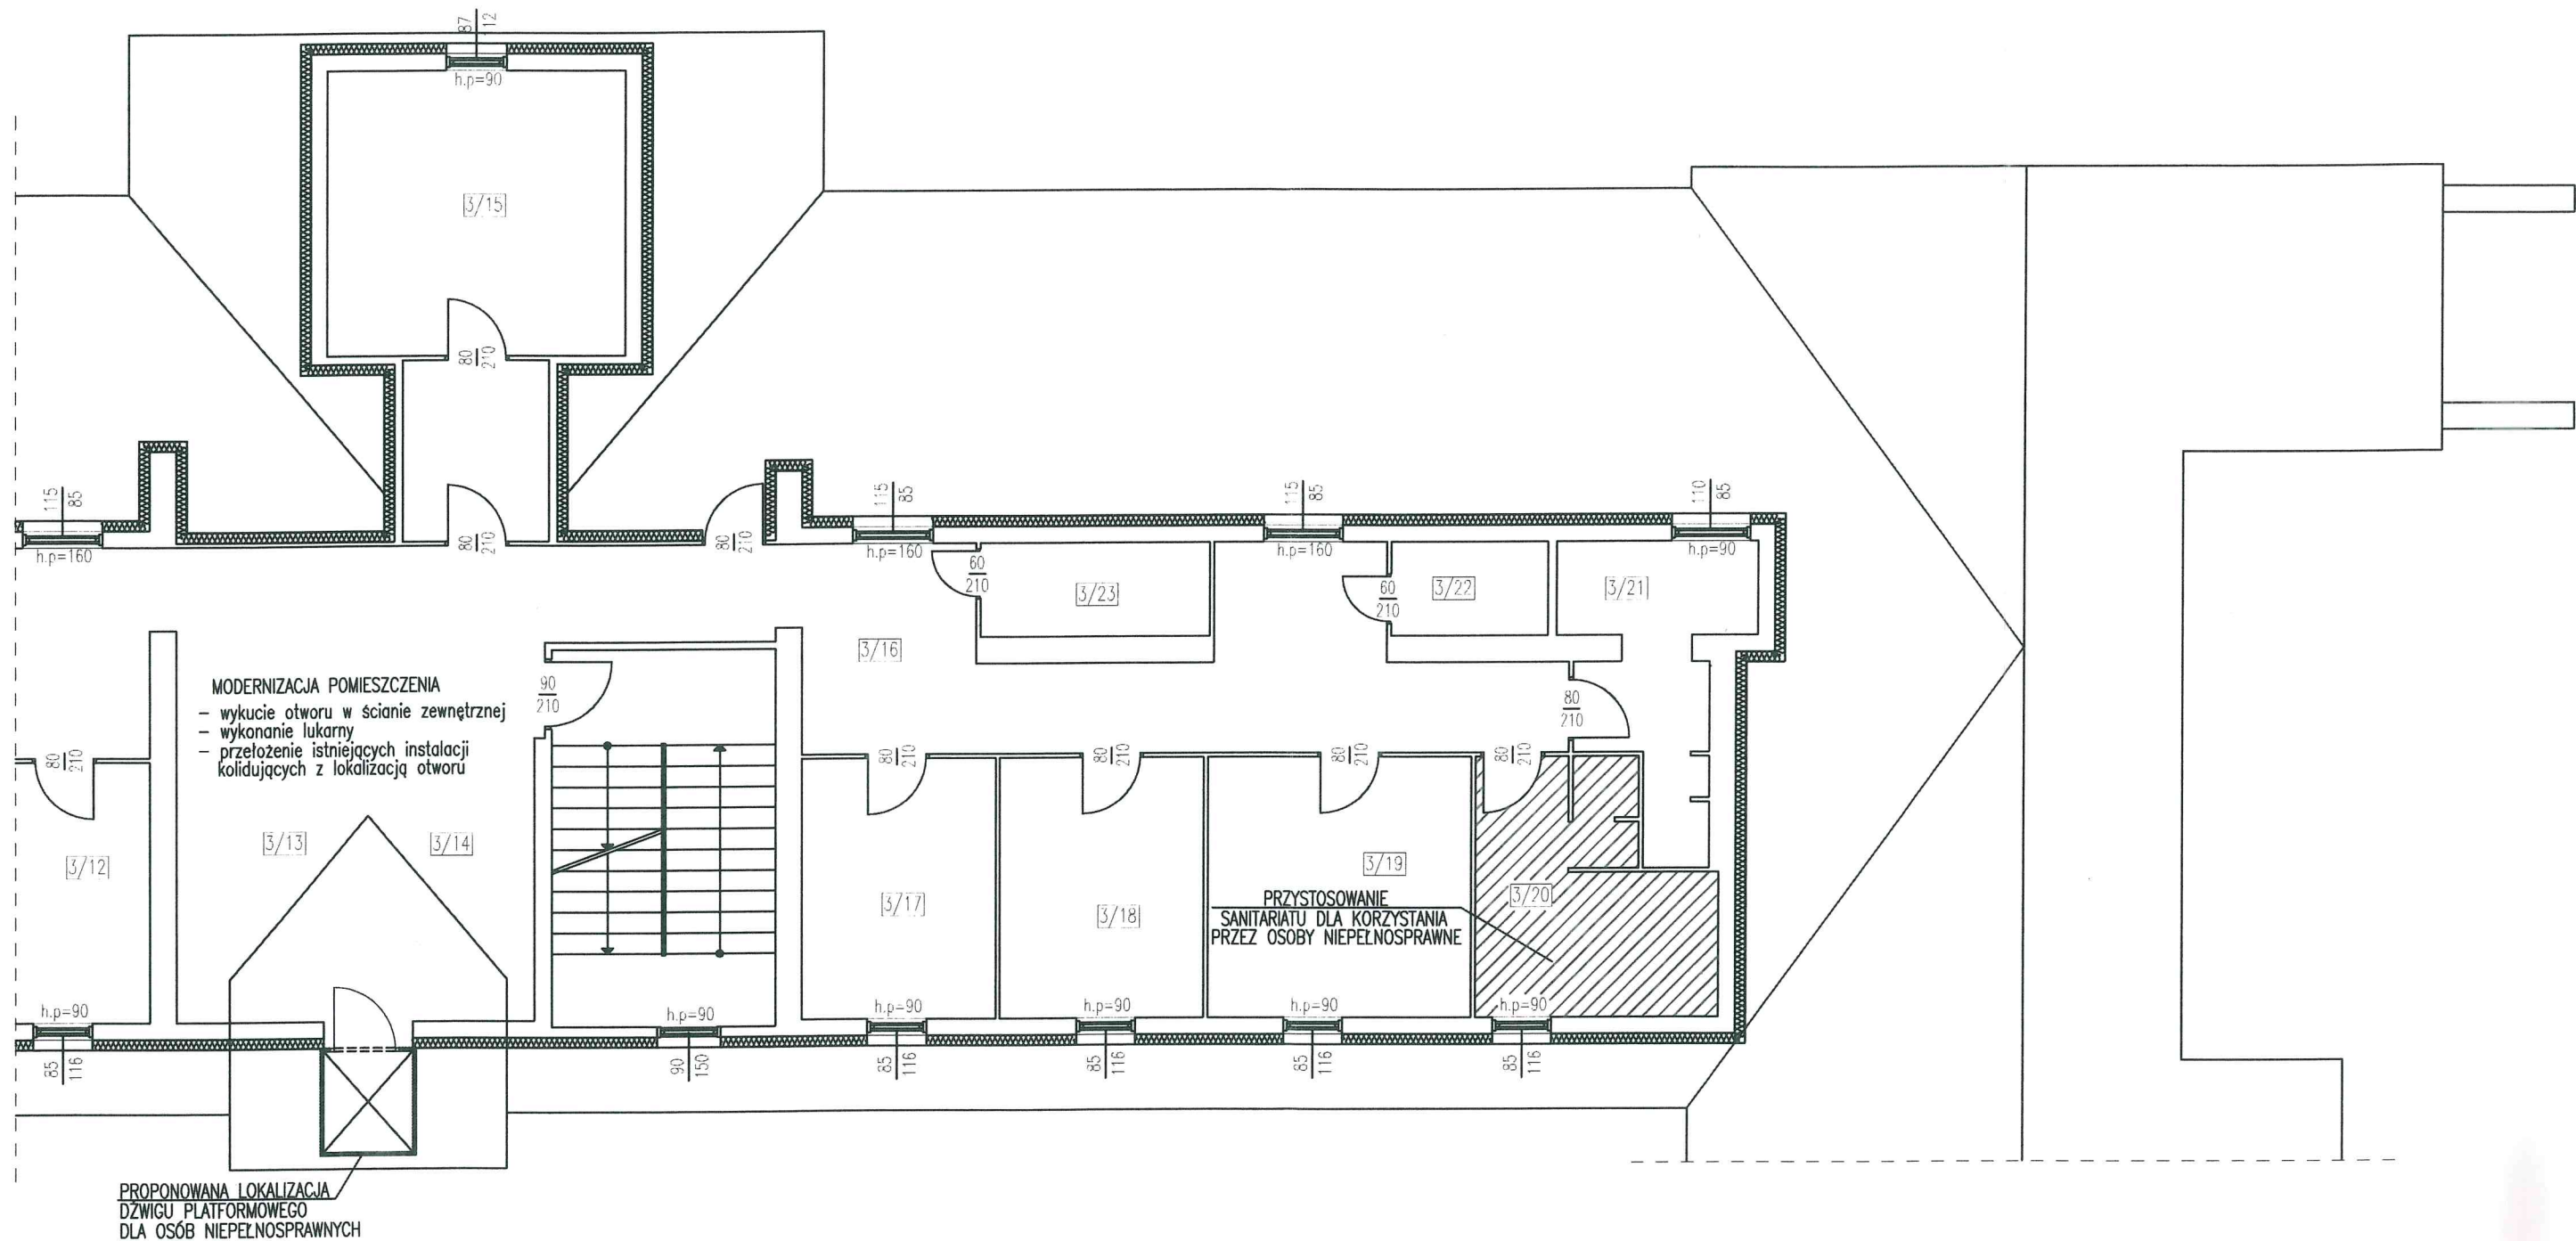 87
12
h.p=90
3/15
80
210
115
85
h.p=160
80
210
80
210
115
85
h.p=160
115
85
h.p=160
110
85
h.p=90
60
210
3/23
60
210
3/22
3/21
3/16
MODERNIZACJA POMIESZCZENIA
– wykucie otworu w ścianie zewnętrznej
– wykonanie lukarny
– przełożenie istniejących instalacji
kolidujących z lokalizacją otworu
90
210
80
210
80
210
80
210
80
210
80
210
80
210
3/12
3/13
3/14
3/17
3/18
3/19
3/20
PRZYSTOSOWANIE
SANITARIATU DLA KORZYSTANIA
PRZEZ OSOBY NIEPEŁNOSPRAWNE
h.p=90
85
116
h.p=90
90
150
h.p=90
85
116
h.p=90
85
116
h.p=90
85
116
h.p=90
85
116
PROPONOWANA LOKALIZACJA
DŹWIGU PLATFORMOWEGO
DLA OSÓB NIEPEŁNOSPRAWNYCH